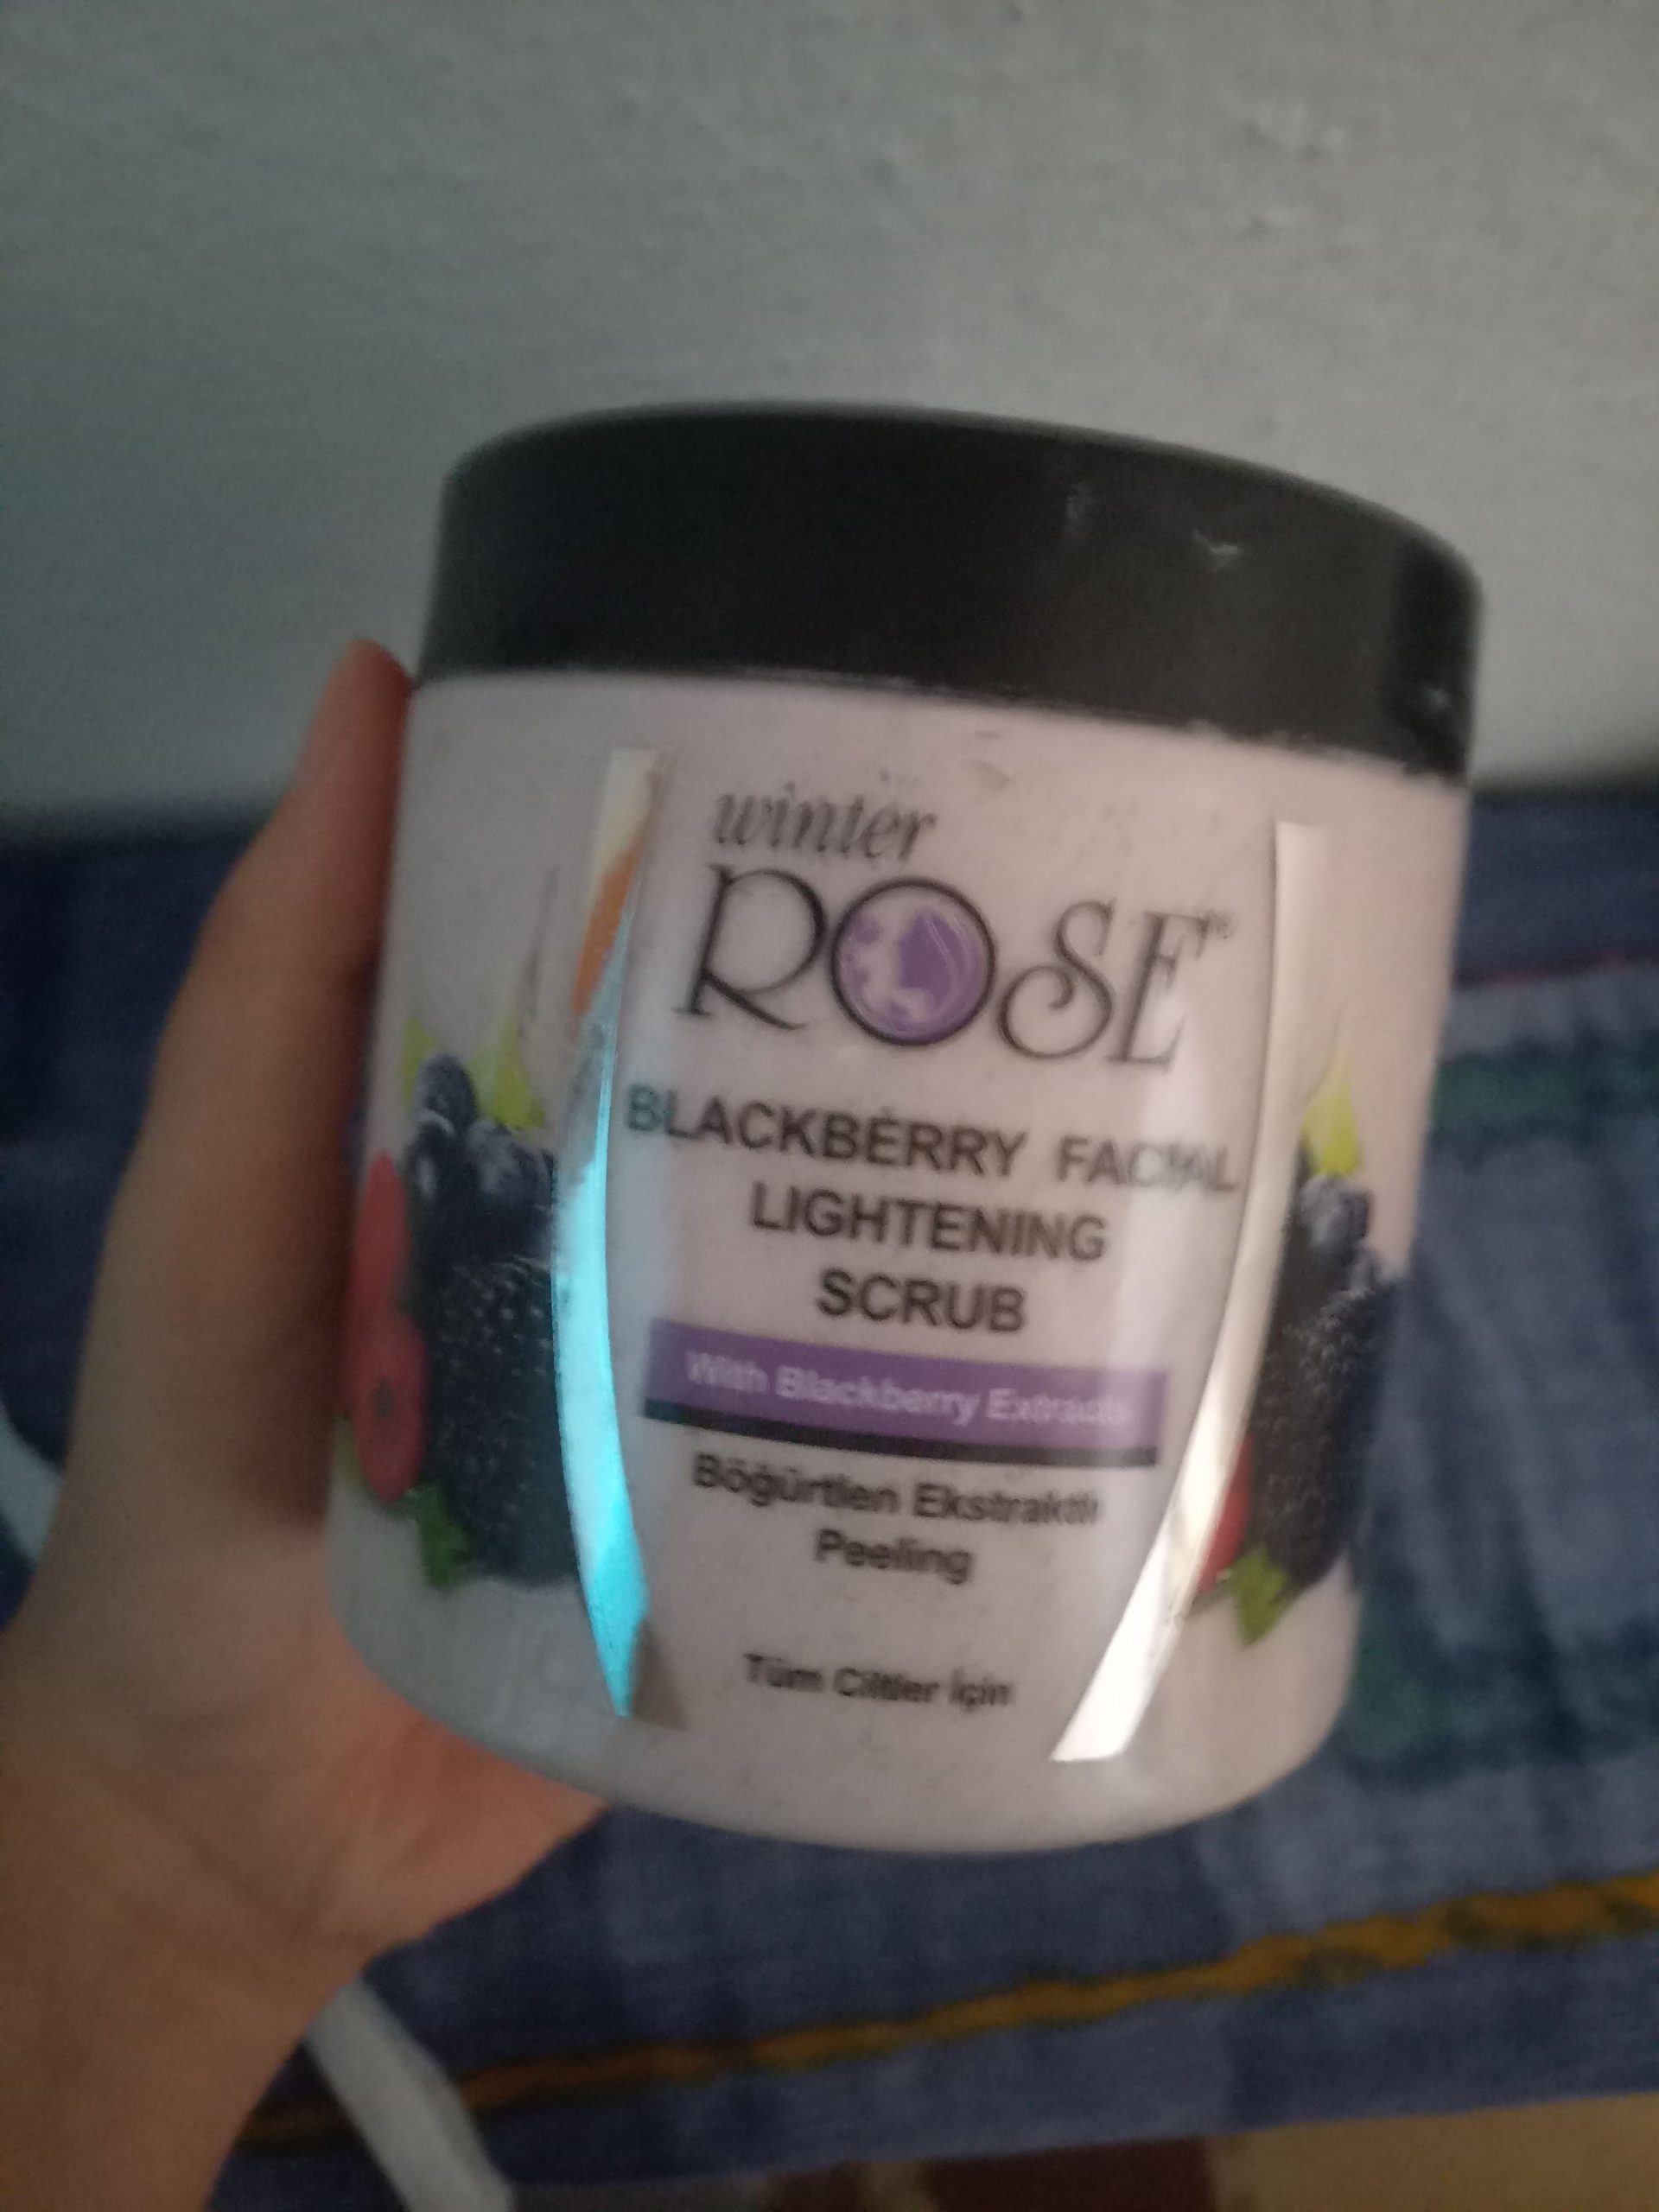 winter
ROSE
BLACKBERRY FACIAL
LIGHTENING
SCRUB
With Blackberry Extracts
Böğürtlen Ekstraktlı
Peeling
Tüm Ciltler İçin